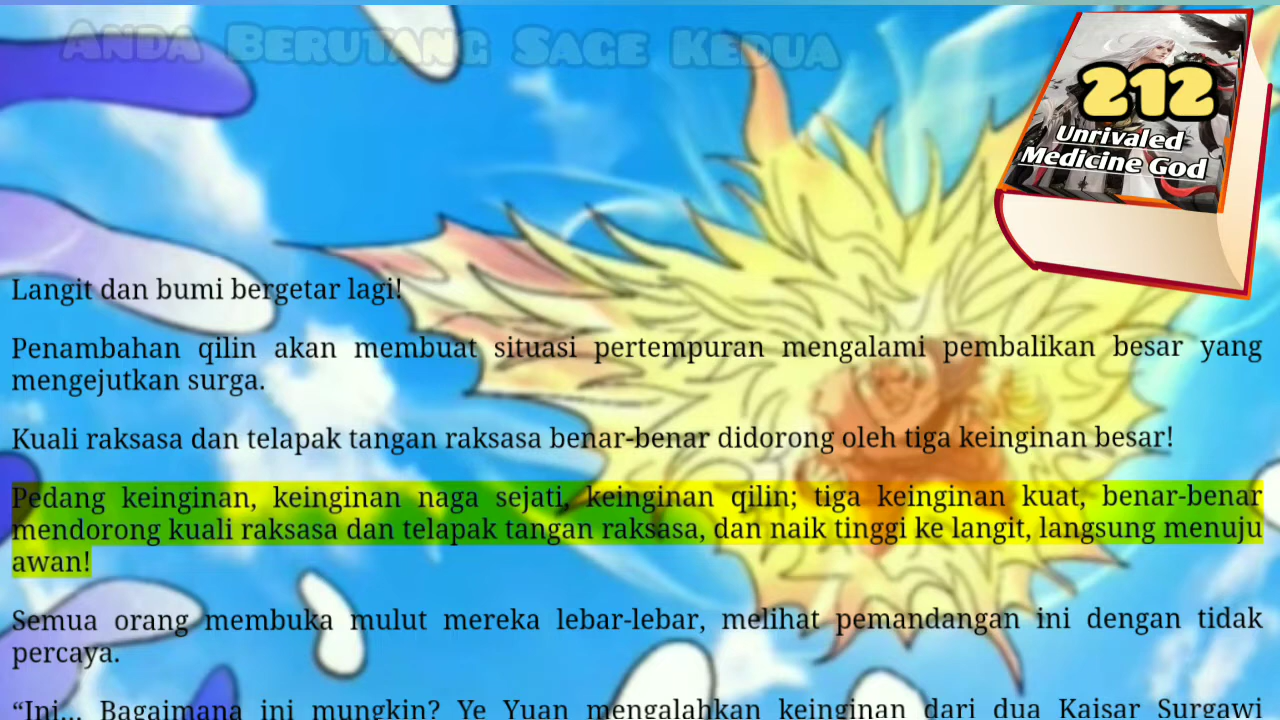 Anda Berutang Sage Kedua
212
Unrivaled
Medicine God
Langit dan bumi bergetar lagi!
Penambahan qilin akan membuat situasi pertempuran mengalami pembalikan besar yang
mengejutkan surga.
Kuali raksasa dan telapak tangan raksasa benar-benar didorong oleh tiga keinginan besar!
Pedang keinginan, keinginan naga sejati, keinginan qilin; tiga keinginan kuat, benar-benar
mendorong kuali raksasa dan telapak tangan raksasa, dan naik tinggi ke langit, langsung menuju
awan!
Semua orang membuka mulut mereka lebar-lebar, melihat pemandangan ini dengan tidak
percaya.
“Ini... Bagaimana ini mungkin? Ye Yuan mengalahkan keinginan dari dua Kaisar Surgawi